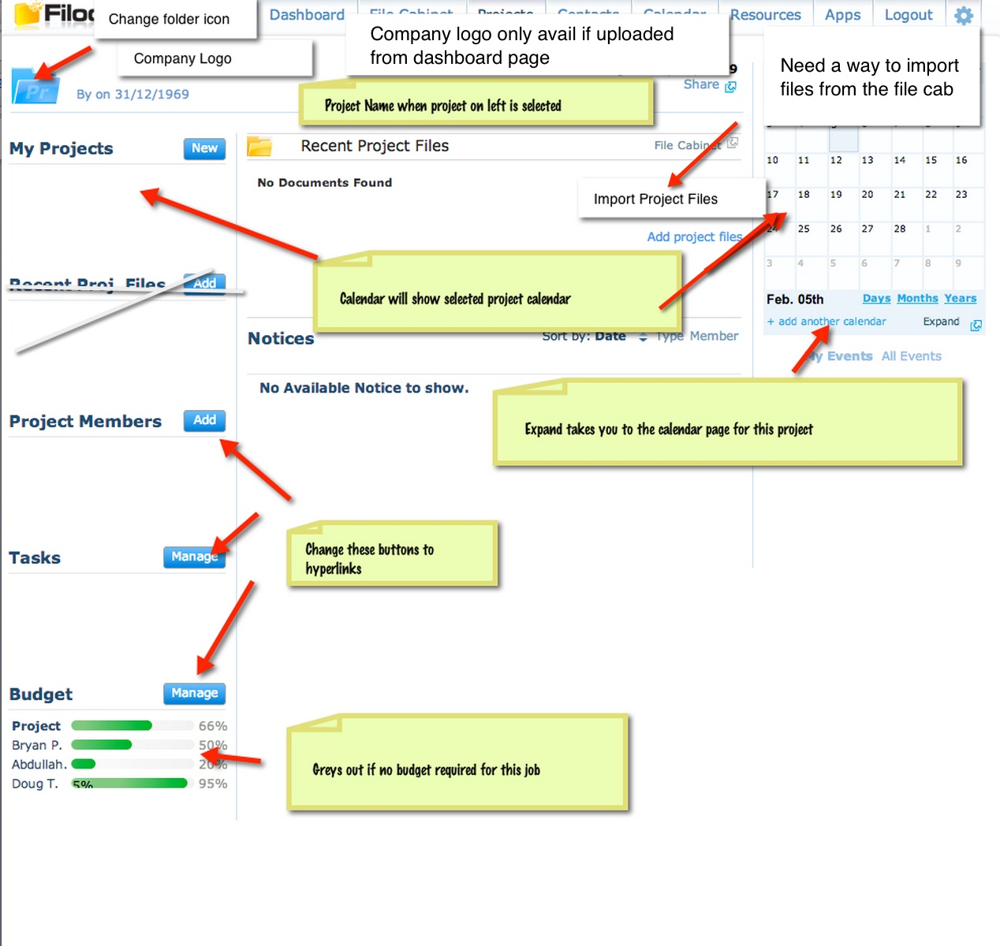 Change folder icon
Dashboard
File Cabinet
Projects
Contacts
Calendar
Resources
Apps
Logout
Company logo only avail if uploaded
from dashboard page
Company Logo
Need a way to import
files from the file cab
Pr
By on 31/12/1969
9
Share
Project Name when project on left is selected
My Projects
New
Recent Project Files
File Cabinet
No Documents Found
Import Project Files
Add project files
10 11 12 13 14 15 16
17 18 19 20 21 22 23
24 25 26 27 28 1 2
3 4 5 6 7 8 9
Recent Proj. Files
Add
Calendar will show selected project calendar
Feb. 05th
Days Months Years
+ add another calendar
Expand
Notices
Sort by: Date
Type Member
My Events All Events
No Available Notice to show.
Project Members
Add
Expand takes you to the calendar page for this project
Tasks
Manage
Change these buttons to
hyperlinks
Budget
Manage
Project 66%
Bryan P. 50%
Abdullah. 20%
Doug T. 5% 95%
Greys out if no budget required for this job